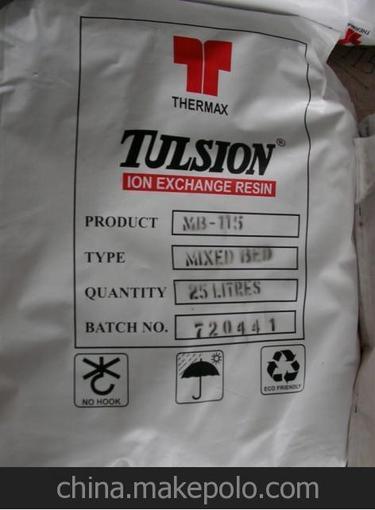 THERMAX
TULSION®
ION EXCHANGE RESIN
PRODUCT MB-115
TYPE MIXED BED
QUANTITY 25 LITRES
BATCH NO. 720441
NO HOOK
ECO FRIENDLY
china.makepolo.com